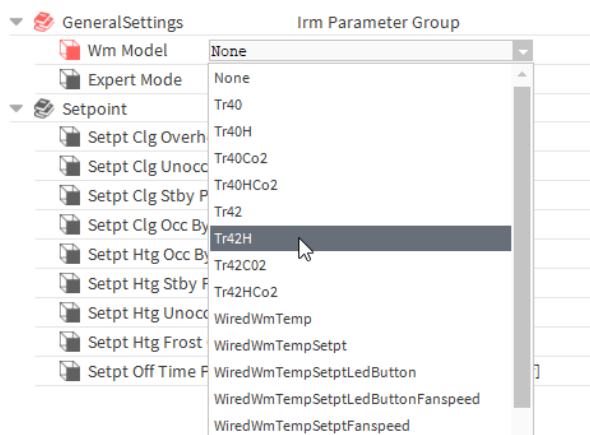 GeneralSettings Irm Parameter Group
Wm Model None
Expert Mode None
Setpoint Tr40
Setpt Clg Overh Tr40H
Setpt Clg Unocc Tr40Co2
Setpt Clg Stby P Tr40HCo2
Setpt Clg Occ By Tr42
Setpt Htg Occ By Tr42H
Setpt Htg Stby P Tr42C02
Setpt Htg Unocc Tr42HCo2
Setpt Htg Frost WiredWmTemp
Setpt Off Time P WiredWmTempSetpt
WiredWmTempSetptLedButton
WiredWmTempSetptLedButtonFanspeed
WiredWmTempSetptFanspeed